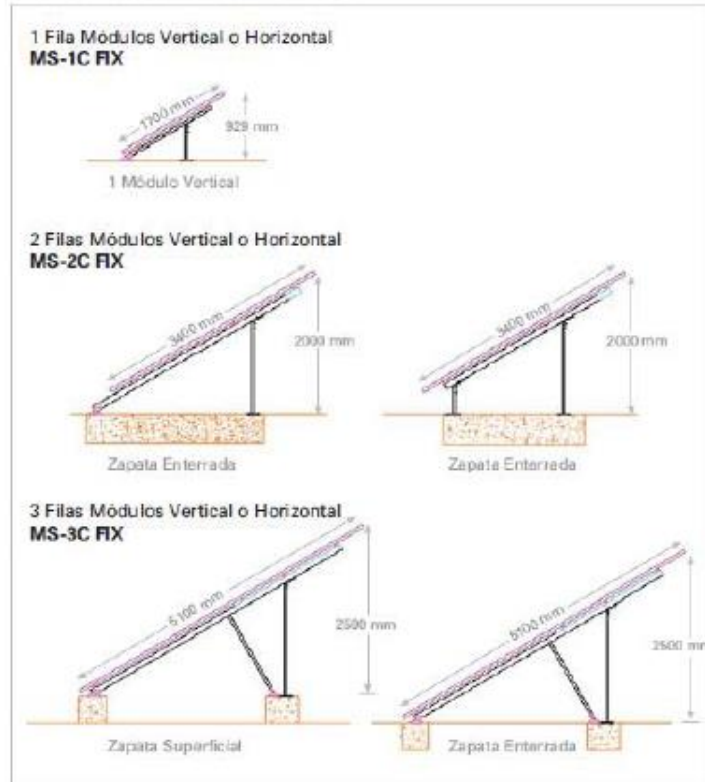 1 Fila Módulos Vertical o Horizontal
MS-1C FIX
1700 mm
929 mm
1 Módulo Vertical
2 Filas Módulos Vertical o Horizontal
MS-2C FIX
3400 mm
2000 mm
3400 mm
2000 mm
Zapata Enterrada
Zapata Enterrada
3 Filas Módulos Vertical o Horizontal
MS-3C FIX
5100 mm
2500 mm
5100 mm
2500 mm
Zapata Superficial
Zapata Enterrada